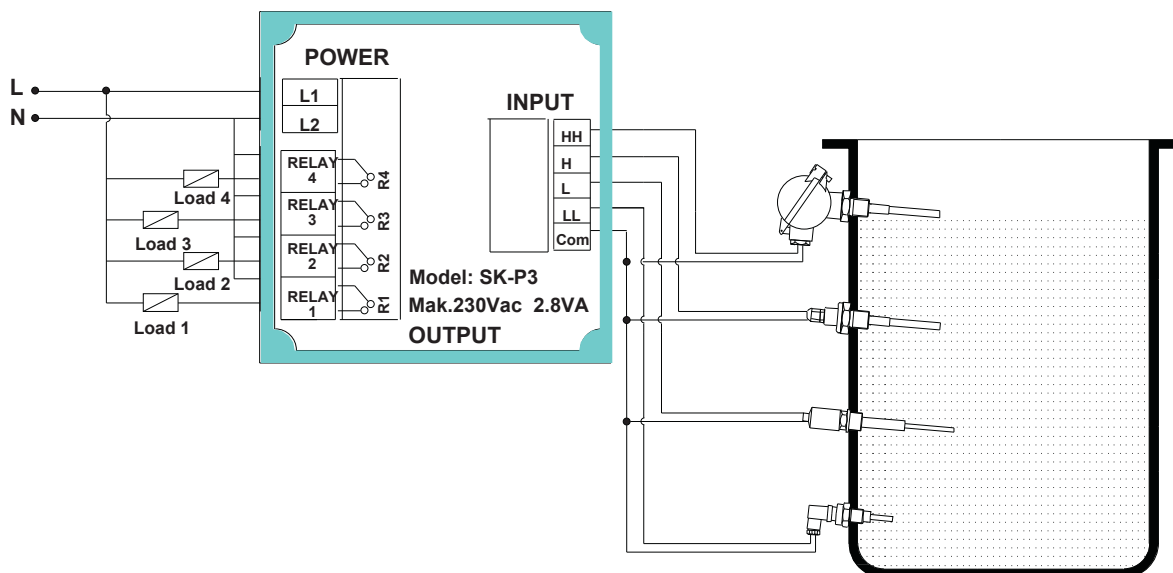 POWER
L
N
L1
L2
INPUT
HH
H
L
LL
Com
RELAY
4
R4
Load 4
RELAY
3
R3
Load 3
RELAY
2
R2
Load 2
RELAY
1
R1
Load 1
Model: SK-P3
Mak.230Vac 2.8VA
OUTPUT